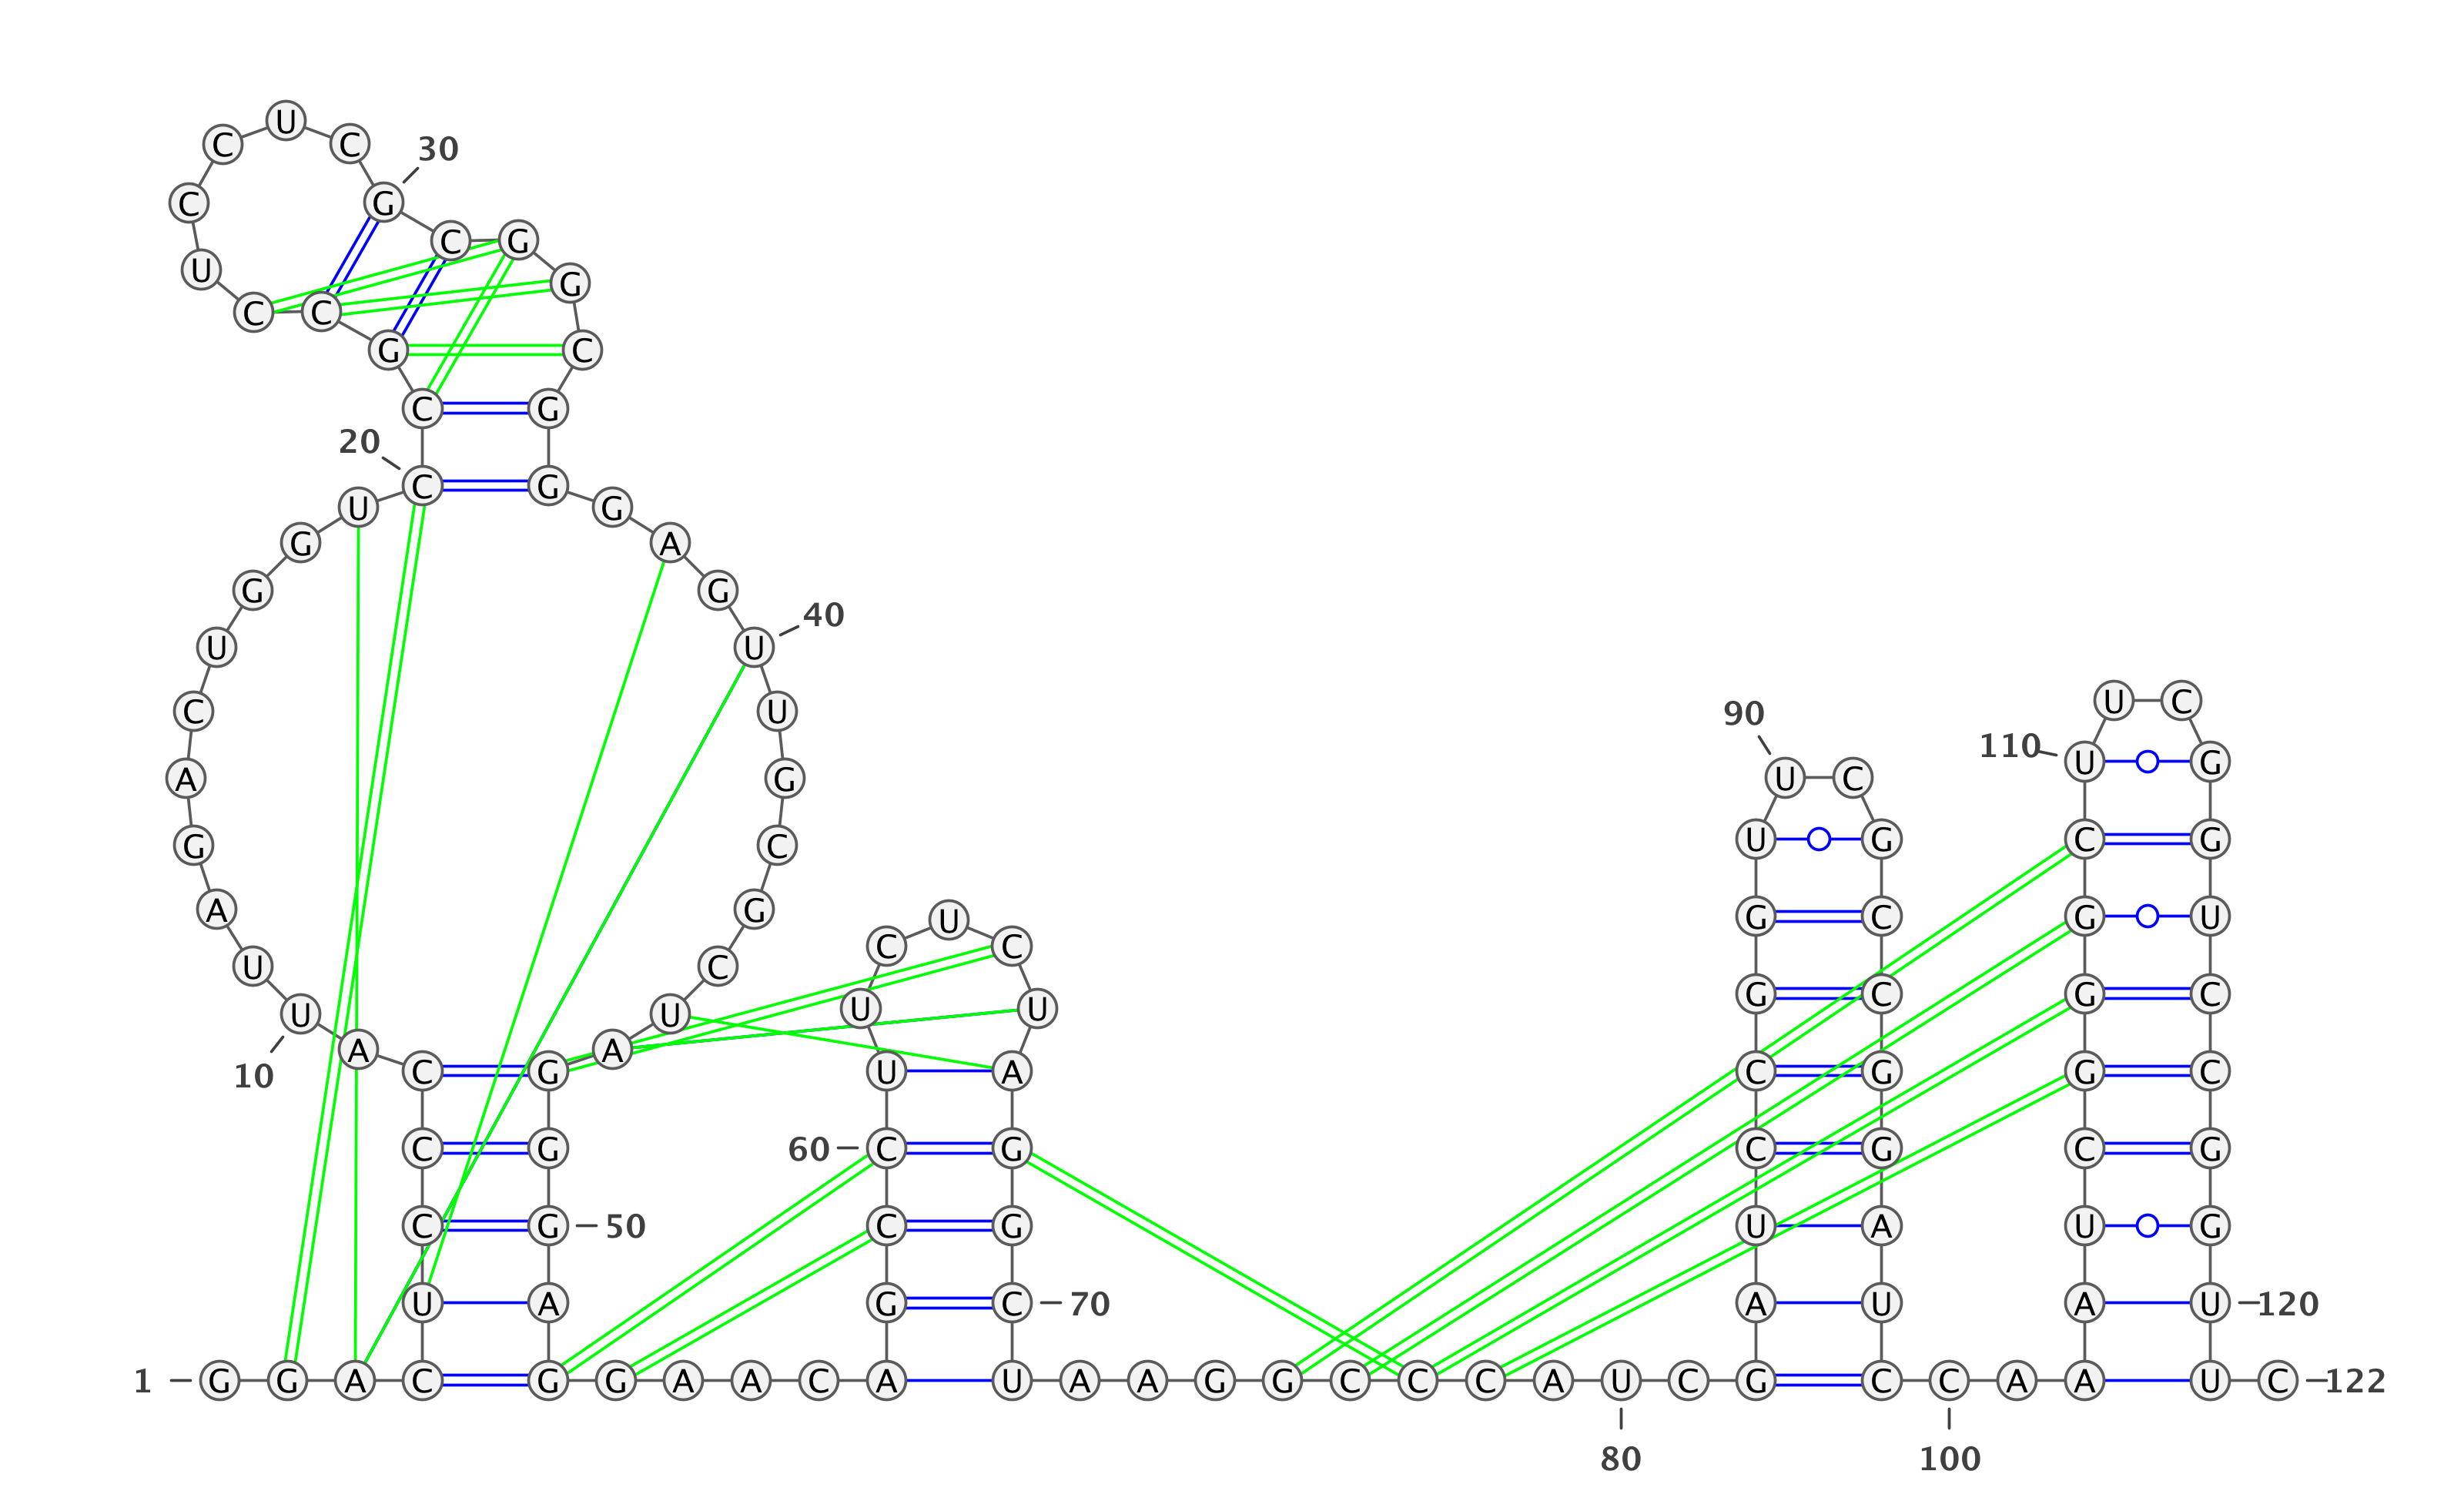 U
C C 30
C G
C G
U G
C C
G C
C G
20
C G
U G
G A
G G
40
U U
U C
C U 90
110 U G
A G U C
U G C G
G C
A G
U G C G U
C U C
U C
G C G C
U U
U U
A A
10 C G U A C G G C
C G 60 C G C G C G
C G 50 C G U A U G
U A G C 70 A U A U 120
1 G G A C G G A A C A U A A G G C C C A U C G C C A A U C 122
80 100